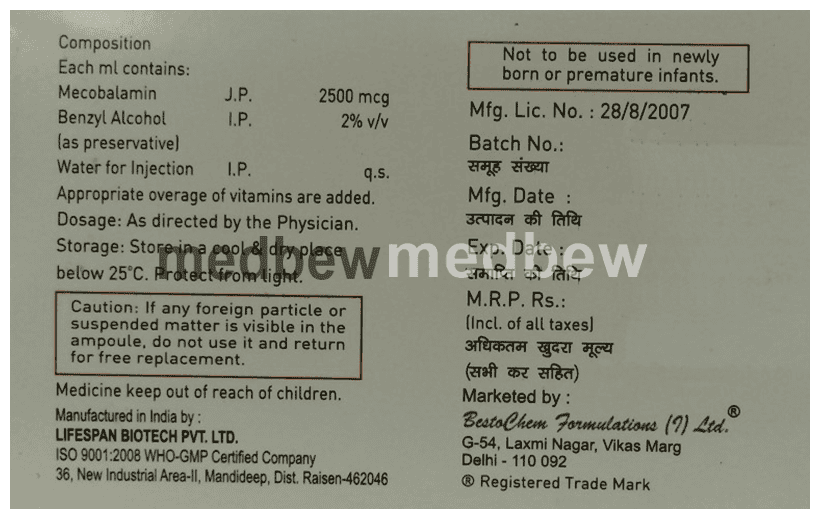 Composition
Each ml contains:
Mecobalamin J.P. 2500 mcg
Benzyl Alcohol I.P. 2% v/v
(as preservative)
Water for Injection I.P. q.s.
Appropriate overage of vitamins are added.
Dosage: As directed by the Physician.
Storage: Store in a cool & dry place
below 25°C. Protect from light.
medbew medbew
Caution: If any foreign particle or
suspended matter is visible in the
ampoule, do not use it and return
for free replacement.
Medicine keep out of reach of children.
Manufactured in India by :
LIFESPAN BIOTECH PVT. LTD.
ISO 9001:2008 WHO-GMP Certified Company
36, New Industrial Area-II, Mandideep, Dist. Raisen-462046
Not to be used in newly
born or premature infants.
Mfg. Lic. No. : 28/8/2007
Batch No.:
समूह संख्या
Mfg. Date :
उत्पादन की तिथि
Exp. Date :
समाप्ति की तिथि
M.R.P. Rs.:
(Incl. of all taxes)
अधिकतम खुदरा मूल्य
(सभी कर सहित)
Marketed by :
BestoChem Formulations (I) Ltd.®
G-54, Laxmi Nagar, Vikas Marg
Delhi - 110 092
® Registered Trade Mark